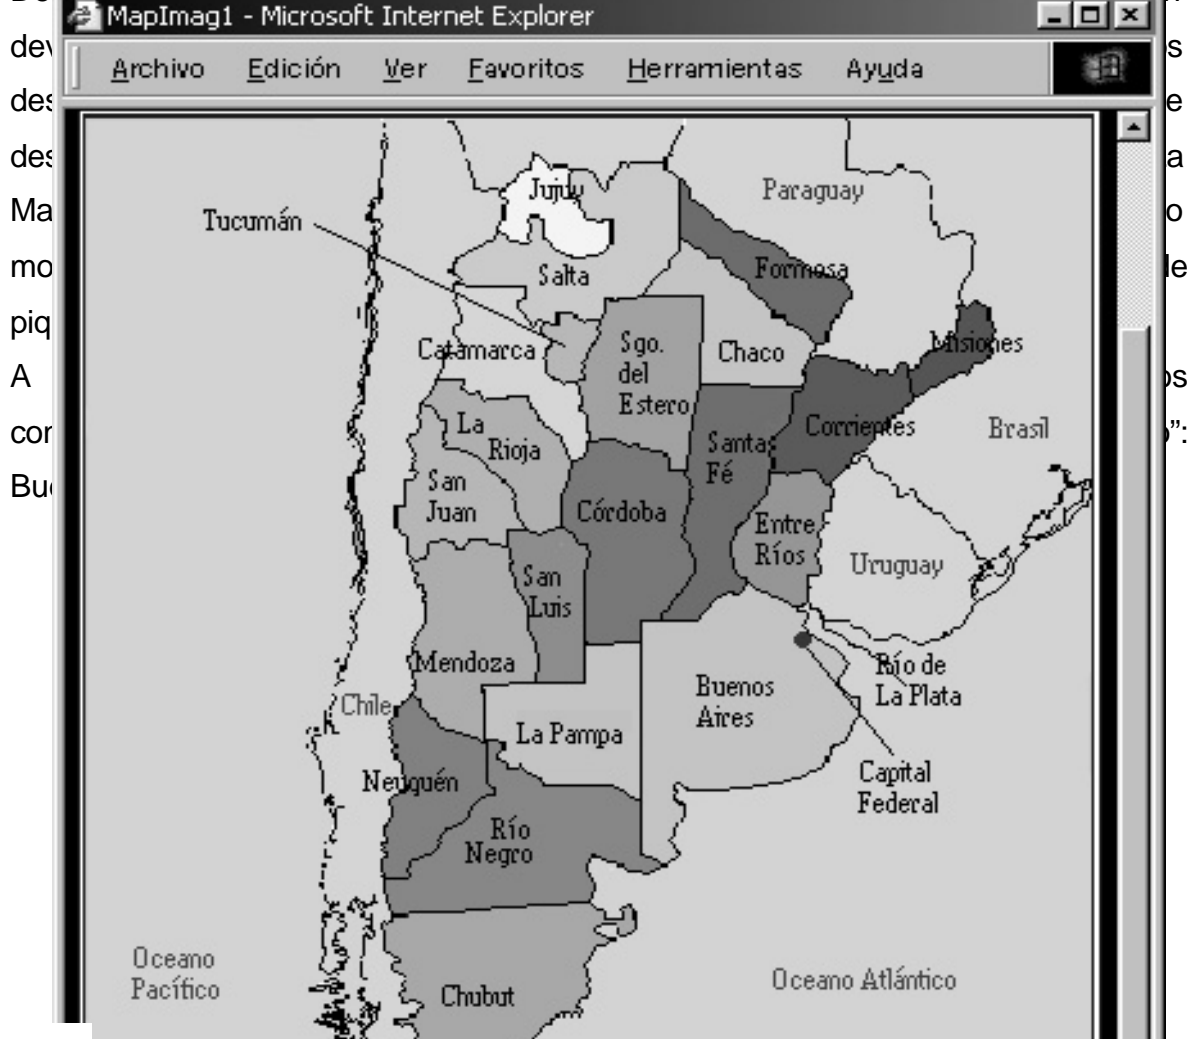 MapImag1 - Microsoft Internet Explorer
Archivo Edición Ver Favoritos Herramientas Ayuda
Jujuy
Paraguay
Tucumán
Salta
Formosa
Catamarca
Sgo.
del
Estero
Chaco
Misiones
La
Rioja
Santa
Fé
Corrientes
Brasil
San
Juan
Córdoba
Entre
Ríos
Uruguay
San
Luis
Mendoza
Río de
La Plata
Buenos
Aires
Chile
La Pampa
Capital
Federal
Neuquén
Río
Negro
Oceano
Pacífico
Oceano Atlántico
Chubut
A